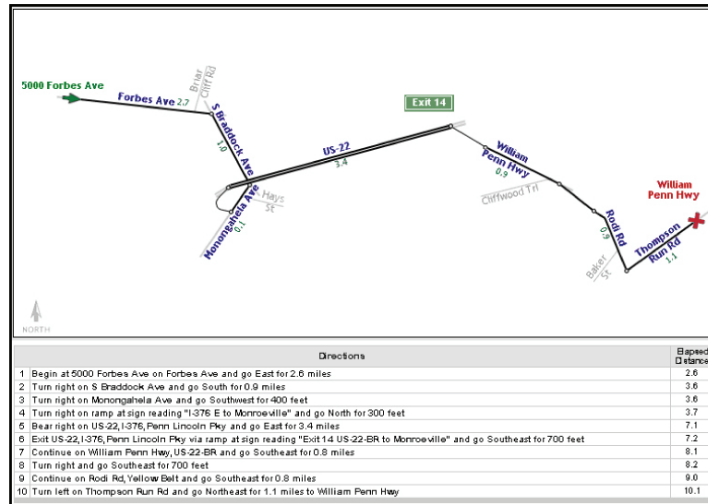 5000 Forbes Ave
Forbes Ave 2.7
Briar
Cliff Rd
S Braddock Ave
1.0
Exit 14
US-22
3.4
William
Penn Hwy
0.9
Cliffwood Trl
Hays
St
Monongahela Ave
0.1
William
Penn Hwy
Rodi Rd
0.9
Thompson
Run Rd
1.1
Baker
St
NORTH
Directions Elapsed Distance
1 Begin at 5000 Forbes Ave on Forbes Ave and go East for 2.6 miles 2.6
2 Turn right on S Braddock Ave and go South for 0.9 miles 3.6
3 Turn right on Monongahela Ave and go Southwest for 400 feet 3.6
4 Turn right on ramp at sign reading "I-376 E to Monroeville" and go North for 300 feet 3.7
5 Bear right on US-22, I-376, Penn Lincoln Pky and go East for 3.4 miles 7.1
6 Exit US-22, I-376, Penn Lincoln Pky via ramp at sign reading "Exit 14 US-22-BR to Monroeville" and go Southeast for 700 feet 7.2
7 Continue on William Penn Hwy, US-22-BR and go Southeast for 0.8 miles 8.1
8 Turn right and go Southeast for 700 feet 8.2
9 Continue on Rodi Rd, Yellow Belt and go Southeast for 0.8 miles 9.0
10 Turn left on Thompson Run Rd and go Northeast for 1.1 miles to William Penn Hwy 10.1